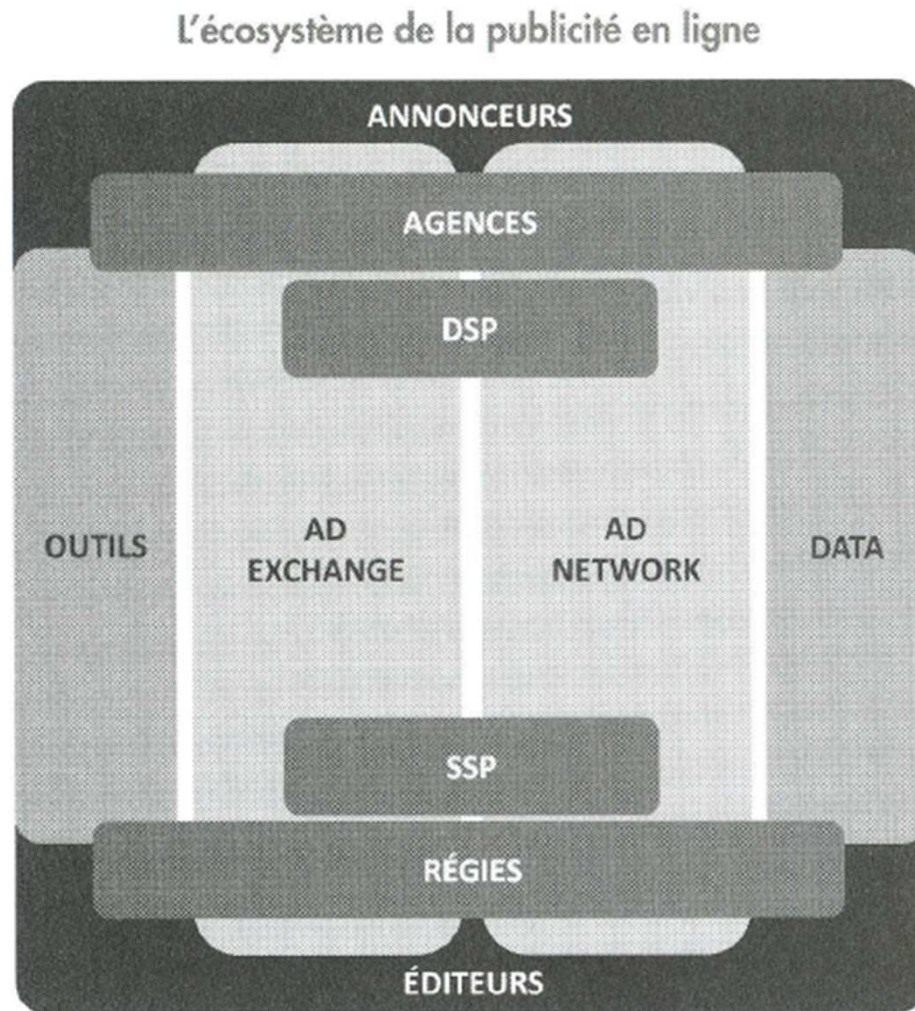 L'écosystème de la publicité en ligne
ANNONCEURS
AGENCES
DSP
OUTILS
AD
EXCHANGE
AD
NETWORK
DATA
SSP
RÉGIES
ÉDITEURS